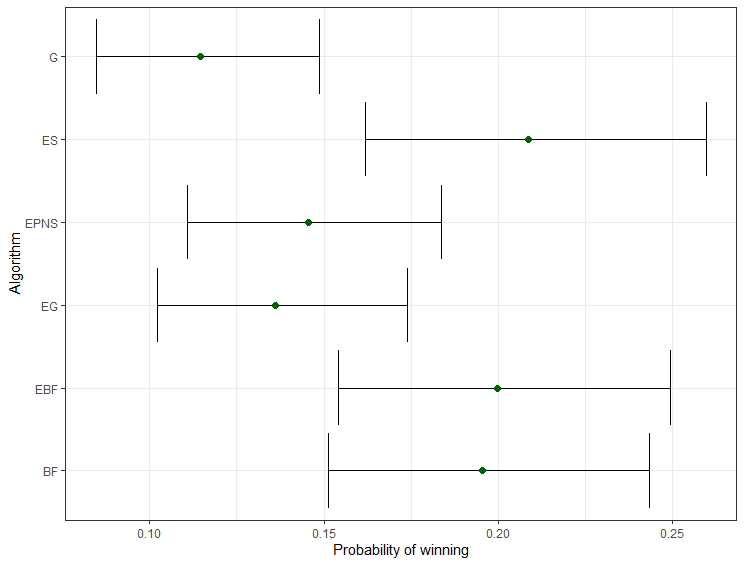 G
ES
EPNS
EG
EBF
BF
Algorithm
0.10 0.15 0.20 0.25
Probability of winning